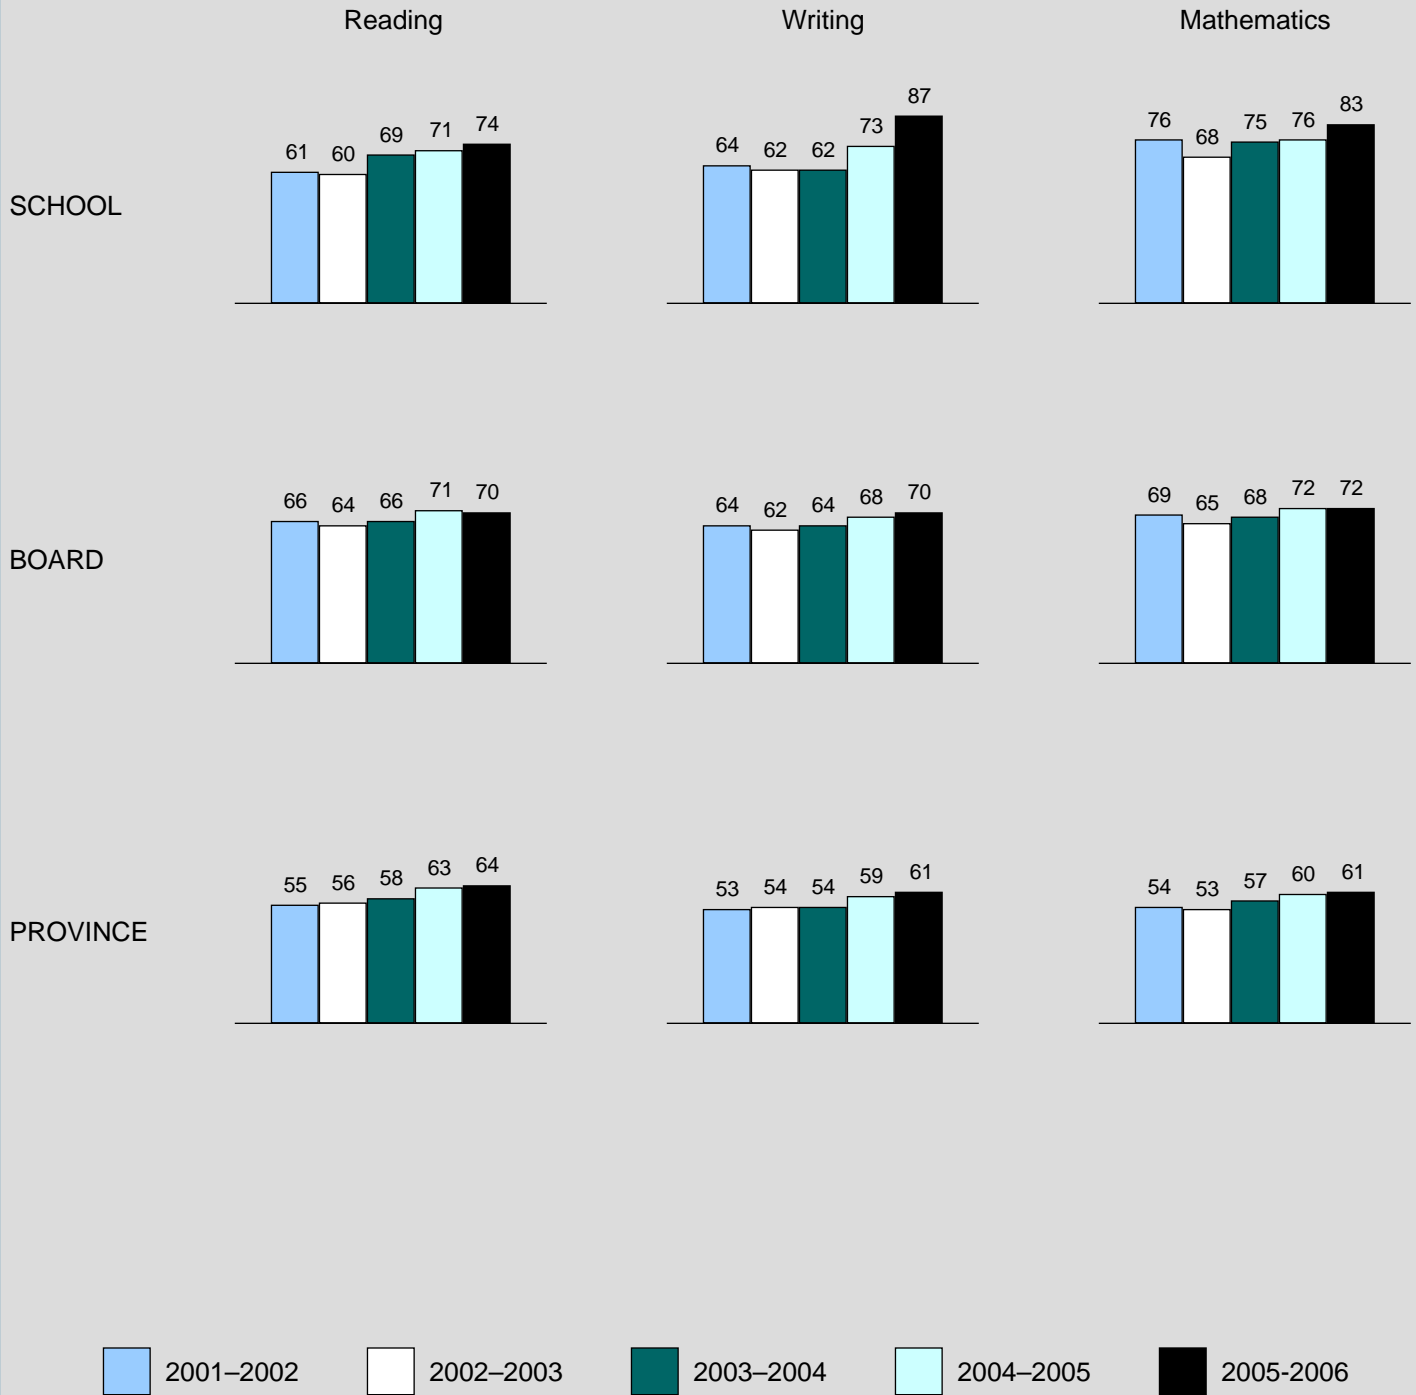 Reading Writing Mathematics
SCHOOL
61 60 69 71 74
64 62 62 73 87
76 68 75 76 83
BOARD
66 64 66 71 70
64 62 64 68 70
69 65 68 72 72
PROVINCE
55 56 58 63 64
53 54 54 59 61
54 53 57 60 61
2001–2002 2002–2003 2003–2004 2004–2005 2005-2006